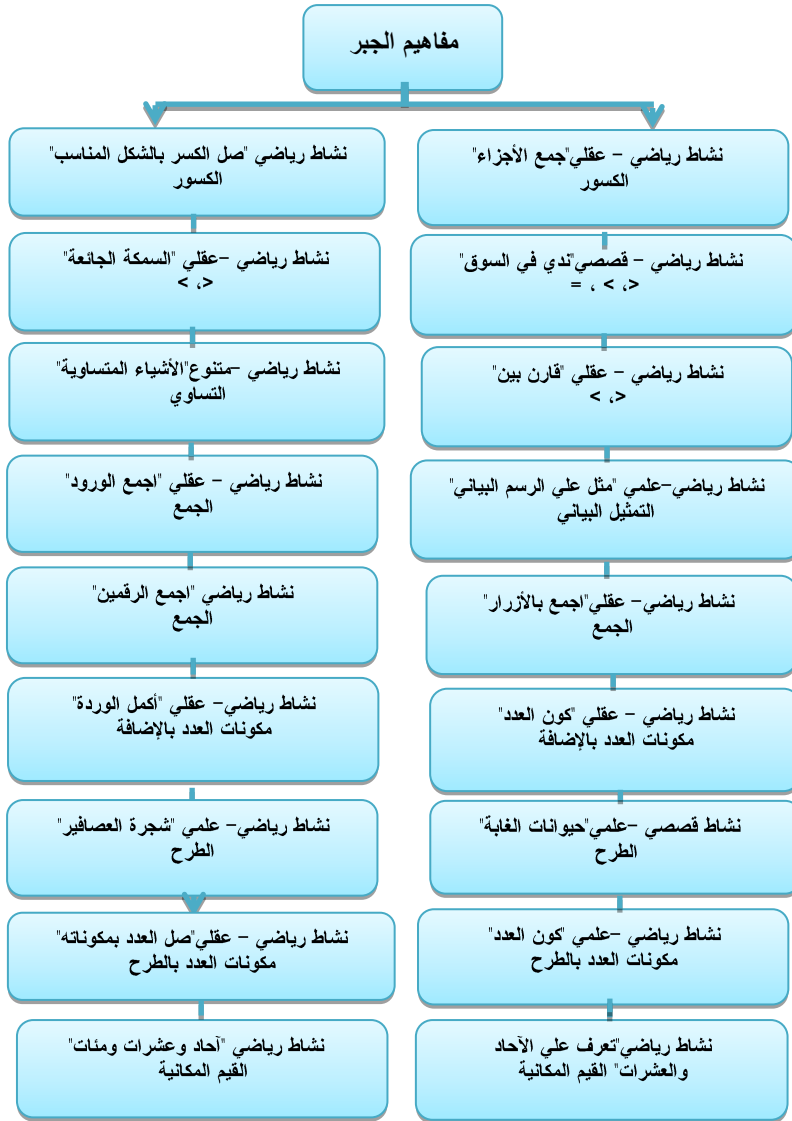 مفاهيم الجبر
نشاط رياضي – عقلي"جمع الأجزاء"
الكسور
نشاط رياضي – قصصي"ندي في السوق"
<، > ، =
نشاط رياضي – عقلي "قارن بين"
<، >
نشاط رياضي–علمي "مثل علي الرسم البياني"
التمثيل البياني
نشاط رياضي– عقلي"اجمع بالأزرار"
الجمع
نشاط رياضي – عقلي "كون العدد"
مكونات العدد بالإضافة
نشاط قصصي –علمي"حيوانات الغابة"
الطرح
نشاط رياضي –علمي "كون العدد"
مكونات العدد بالطرح
نشاط رياضي"تعرف علي الآحاد
والعشرات" القيم المكانية
نشاط رياضي "صل الكسر بالشكل المناسب"
الكسور
نشاط رياضي –عقلي "السمكة الجائعة"
<، >
نشاط رياضي –متنوع"الأشياء المتساوية"
التساوي
نشاط رياضي – عقلي "اجمع الورود"
الجمع
نشاط رياضي "اجمع الرقمين"
الجمع
نشاط رياضي– عقلي "أكمل الوردة"
مكونات العدد بالإضافة
نشاط رياضي– علمي "شجرة العصافير"
الطرح
نشاط رياضي – عقلي"صل العدد بمكوناته"
مكونات العدد بالطرح
نشاط رياضي "آحاد وعشرات ومئات"
القيم المكانية